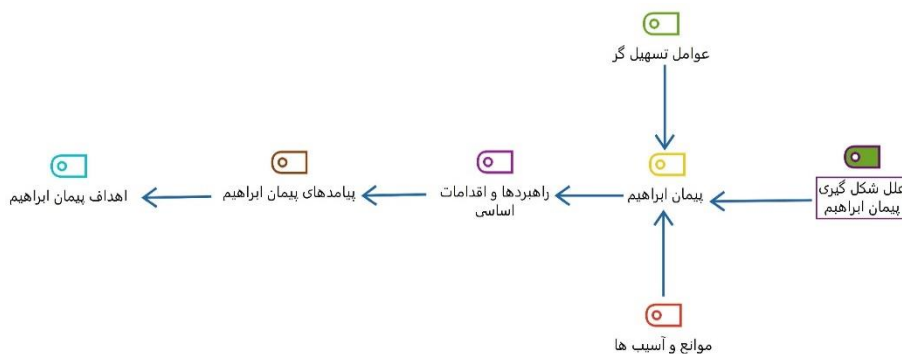 عوامل تسهیل گر
علل شکل گیری
پیمان ابراهیم
پیمان ابراهیم
راهبردها و اقدامات
اساسی
پیامدهای پیمان ابراهیم
اهداف پیمان ابراهیم
موانع و آسیب ها